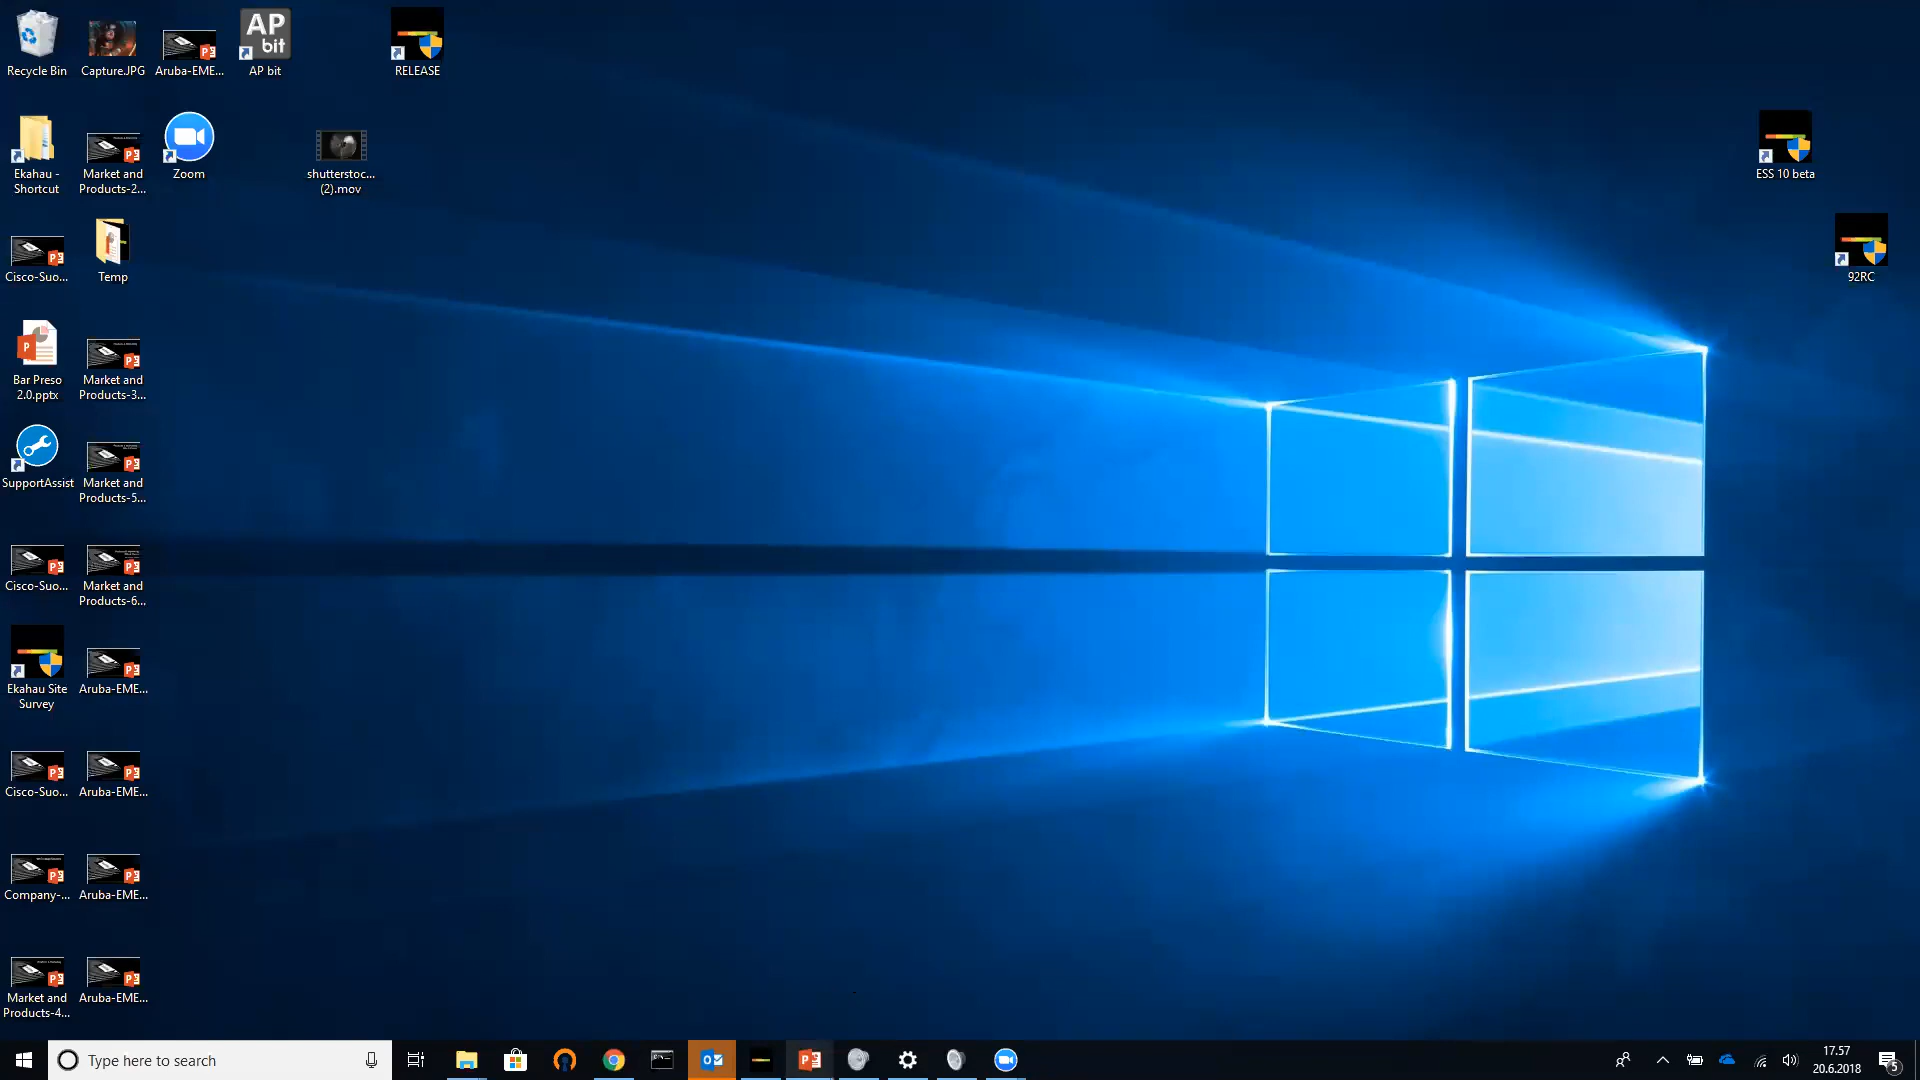 Recycle Bin
Capture.JPG
Aruba-EME...
AP
bit
AP bit
RELEASE
Ekahau -
Shortcut
Market and
Products-2...
Zoom
shutterstoc...
(2).mov
ESS 10 beta
Cisco-Suo...
Temp
92RC
Bar Preso
2.0.pptx
Market and
Products-3...
SupportAssist
Market and
Products-5...
Cisco-Suo...
Market and
Products-6...
Ekahau Site
Survey
Aruba-EME...
Cisco-Suo...
Aruba-EME...
Company-...
Aruba-EME...
Market and
Products-4...
Aruba-EME...
Type here to search
17.57
20.6.2018
5